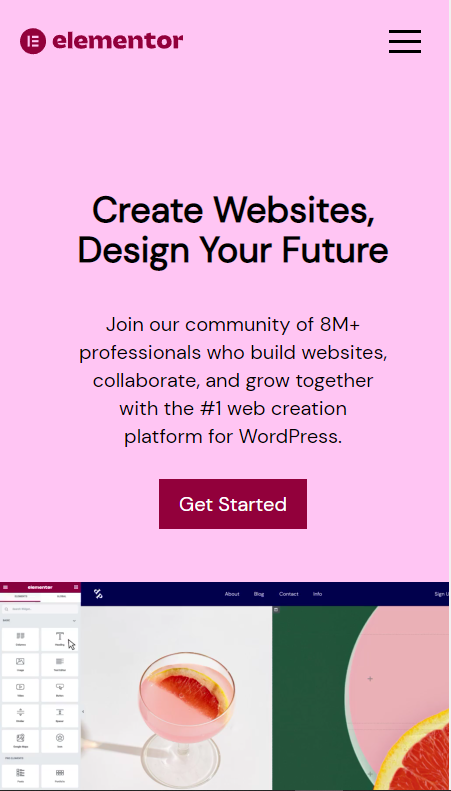 elementor
Create Websites,
Design Your Future
Join our community of 8M+
professionals who build websites,
collaborate, and grow together
with the #1 web creation
platform for WordPress.
Get Started
elementor
About Blog Contact Info Sign U